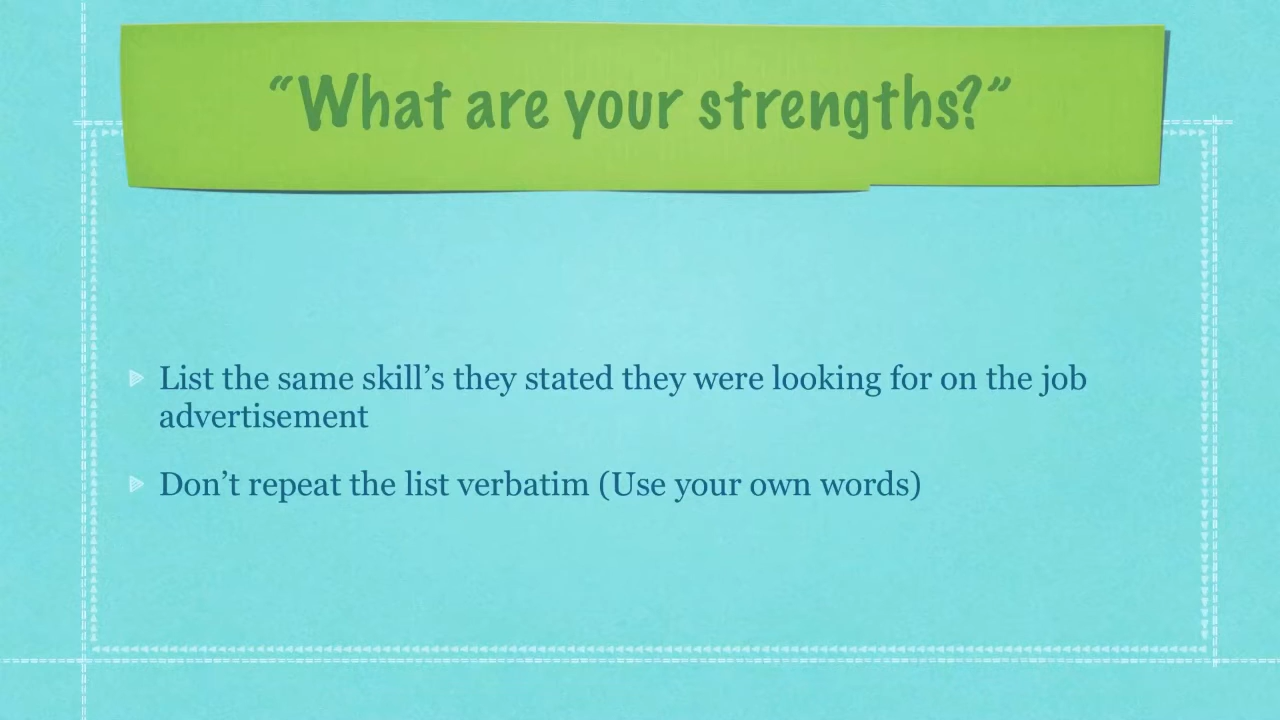 “What are your strengths?”
List the same skill’s they stated they were looking for on the job
advertisement
Don’t repeat the list verbatim (Use your own words)